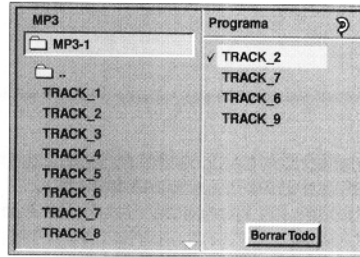 MP3
MP3-1
..
TRACK_1
TRACK_2
TRACK_3
TRACK_4
TRACK_5
TRACK_6
TRACK_7
TRACK_8
Programa
TRACK_2
TRACK_7
TRACK_6
TRACK_9
Borrar Todo